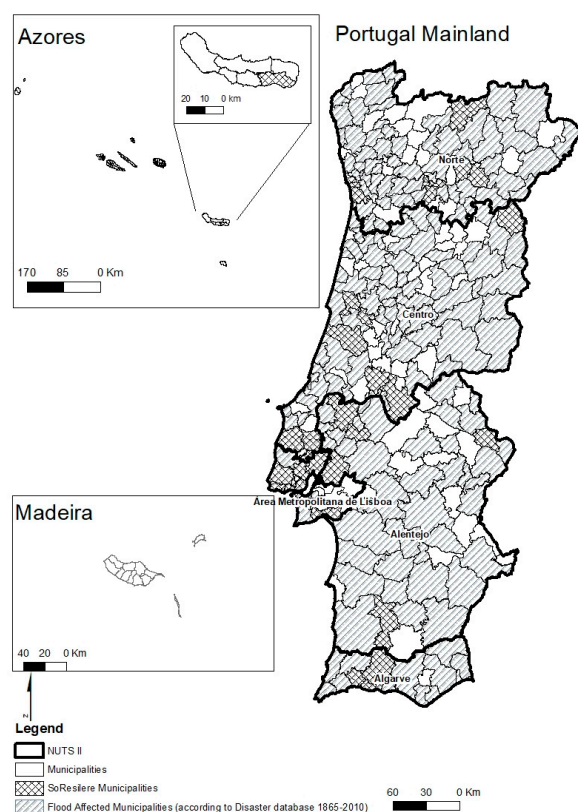 Azores
Portugal Mainland
20 10 0 Km
Norte
170 85 0 Km
Centro
Área Metropolitana de Lisboa
Madeira
Alentejo
40 20 0 Km
Algarve
Z
Legend
NUTS II
Municipalities
SoResilere Municipalities
Flood Affected Municipalities (according to Disaster database 1865-2010)
60 30 0 Km